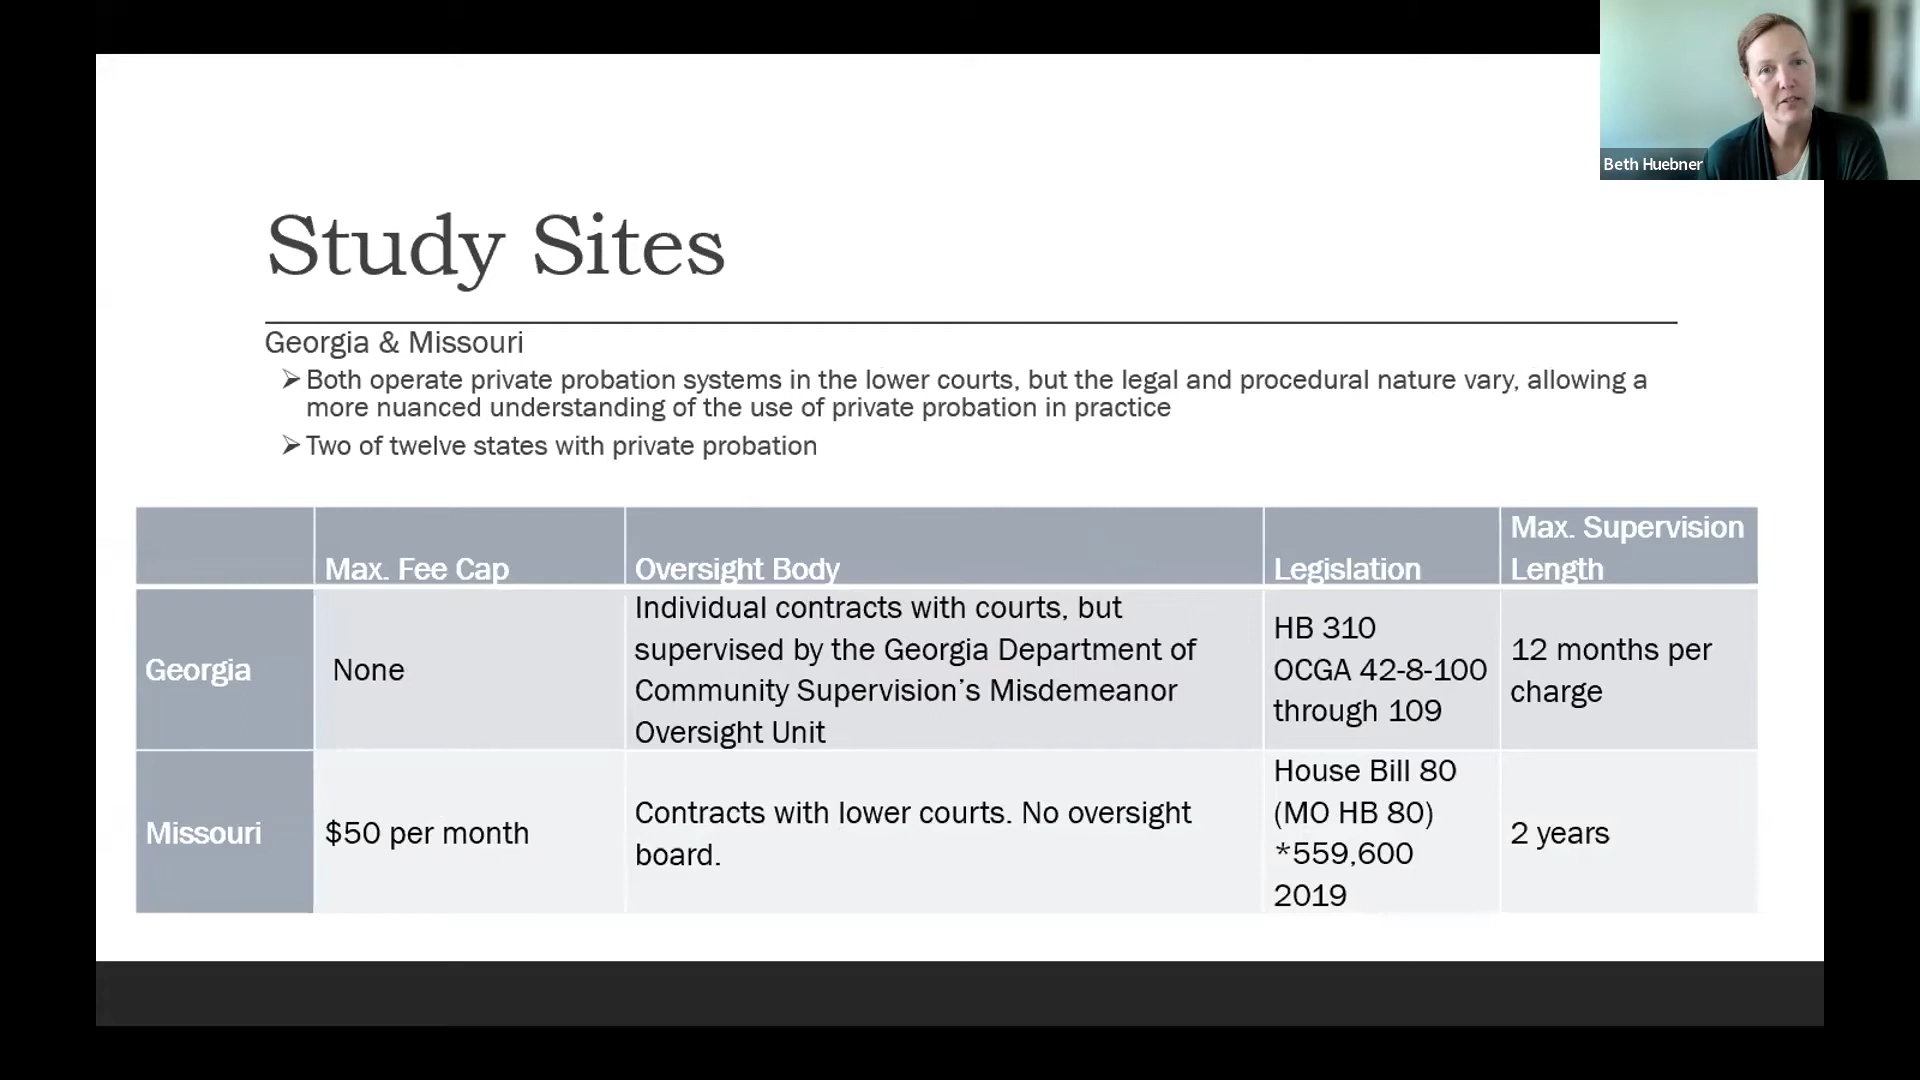 Beth Huebner
Study Sites
Georgia & Missouri
Both operate private probation systems in the lower courts, but the legal and procedural nature vary, allowing a
more nuanced understanding of the use of private probation in practice
Two of twelve states with private probation
Max. Fee Cap
Oversight Body
Legislation
Max. Supervision
Length
Georgia
None
Individual contracts with courts, but
supervised by the Georgia Department of
Community Supervision's Misdemeanor
Oversight Unit
HB 310
OCGA 42-8-100
through 109
12 months per
charge
Missouri
$50 per month
Contracts with lower courts. No oversight
board.
House Bill 80
(MO HB 80)
*559,600
2019
2 years